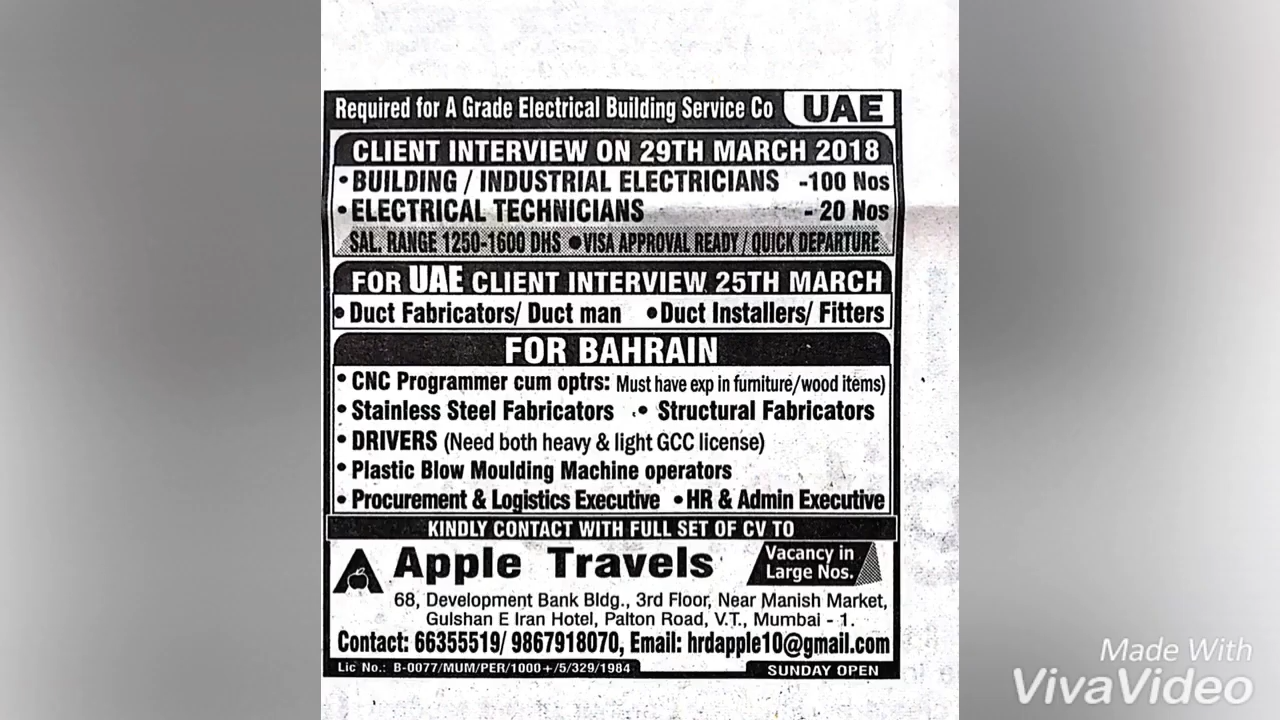 Required for A Grade Electrical Building Service Co UAE
CLIENT INTERVIEW ON 29TH MARCH 2018
• BUILDING / INDUSTRIAL ELECTRICIANS -100 Nos
• ELECTRICAL TECHNICIANS - 20 Nos
SAL. RANGE 1250-1600 DHS ● VISA APPROVAL READY / QUICK DEPARTURE
FOR UAE CLIENT INTERVIEW 25TH MARCH
● Duct Fabricators/ Duct man ● Duct Installers/ Fitters
FOR BAHRAIN
• CNC Programmer cum optrs: Must have exp in furniture/wood items)
• Stainless Steel Fabricators • Structural Fabricators
• DRIVERS (Need both heavy & light GCC license)
• Plastic Blow Moulding Machine operators
• Procurement & Logistics Executive • HR & Admin Executive
KINDLY CONTACT WITH FULL SET OF CV TO
Apple Travels
Vacancy in
Large Nos.
68, Development Bank Bldg., 3rd Floor, Near Manish Market,
Gulshan E Iran Hotel, Palton Road, V.T., Mumbai - 1.
Contact: 66355519/ 9867918070, Email: hrdapple10@gmail.com
Lic No.: B-0077/MUM/PER/1000+/5/329/1984
SUNDAY OPEN
Made With
VivaVideo